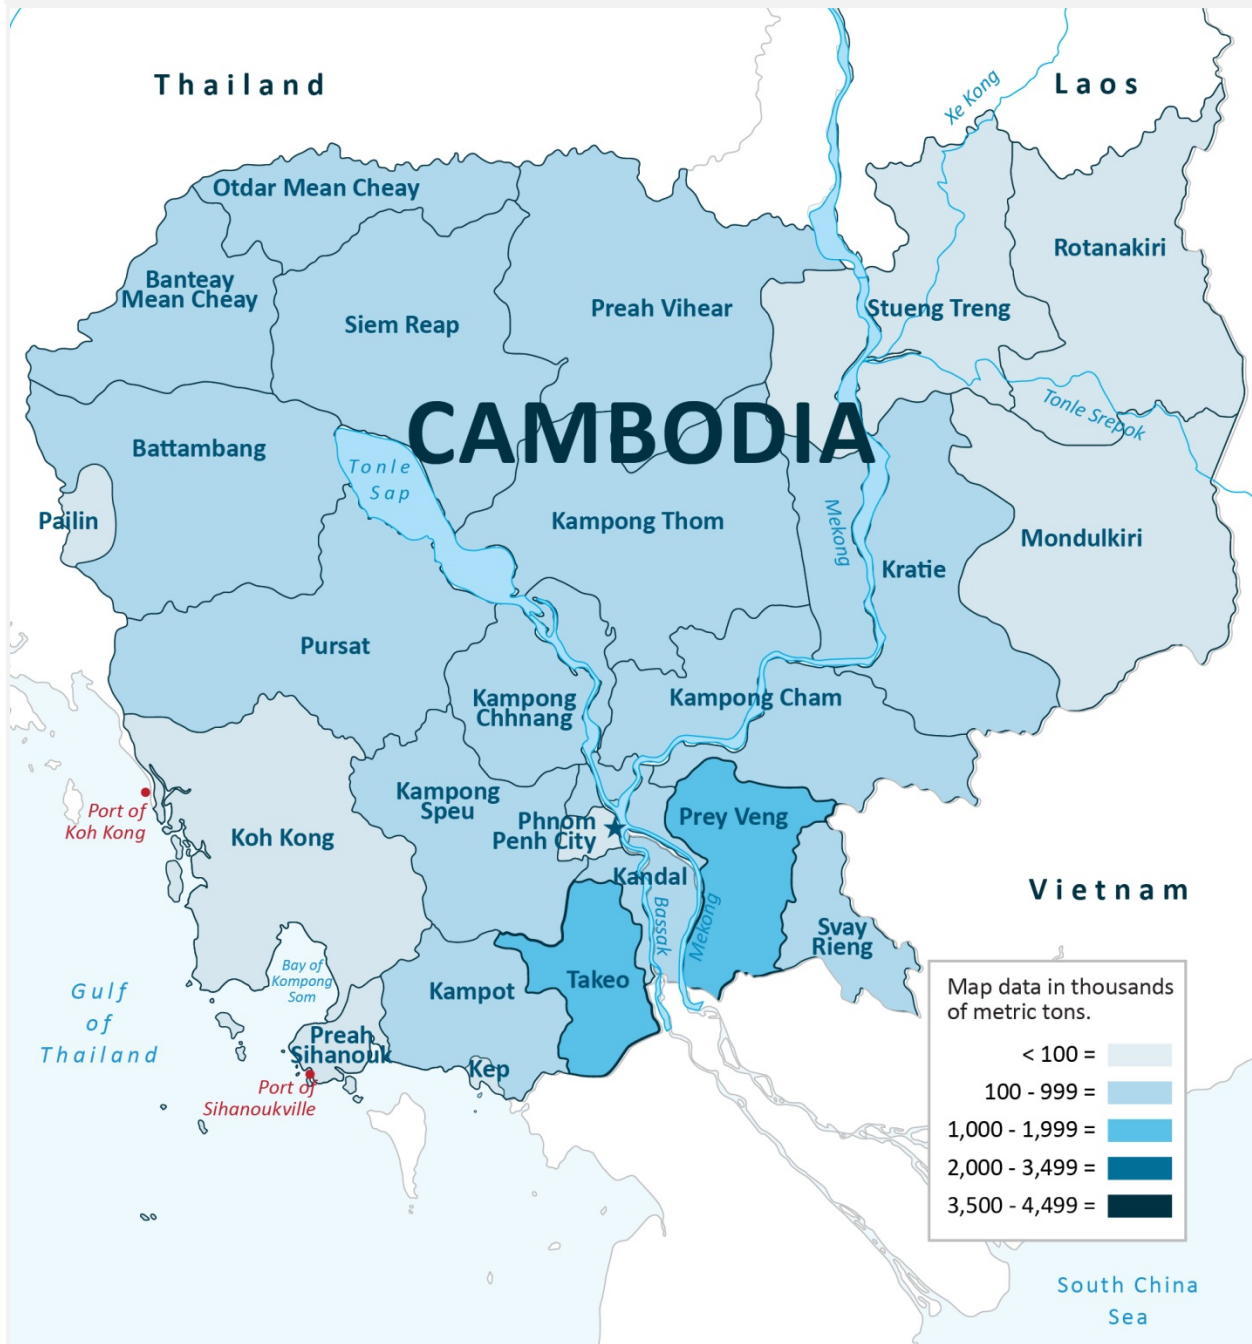 Thailand
Laos
Xe Kong
Otdar Mean Cheay
Rotanakiri
Banteay
Mean Cheay
Siem Reap
Preah Vihear
Stueng Treng
CAMBODIA
Tonle Srepok
Battambang
Tonle
Sap
Pailin
Kampong Thom
Mekong
Mondulkiri
Kratie
Pursat
Kampong
Chhnang
Kampong Cham
Port of
Koh Kong
Koh Kong
Kampong
Speu
Phnom
Penh City
Prey Veng
Kandal
Vietnam
Bassak
Mekong
Svay
Rieng
Bay of
Kompong
Som
Gulf
of
Thailand
Kampot
Takeo
Preah
Sihanouk
Kep
Port of
Sihanoukville
Map data in thousands
of metric tons.
< 100 =
100 - 999 =
1,000 - 1,999 =
2,000 - 3,499 =
3,500 - 4,499 =
South China
Sea